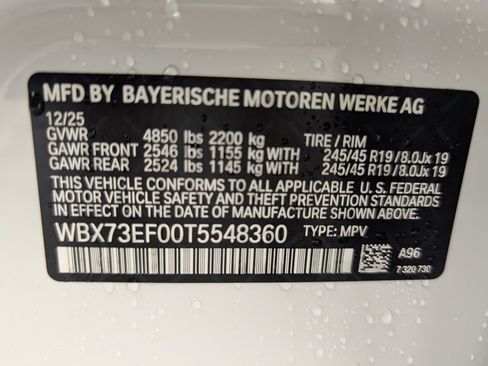 MFD BY. BAYERISCHE MOTOREN WERKE AG
12/25
GVWR 4850 lbs 2200 kg TIRE / RIM
GAWR FRONT 2546 lbs 1155 kg WITH 245/45 R19 / 8.0Jx 19
GAWR REAR 2524 lbs 1145 kg WITH 245/45 R19 / 8.0Jx 19
THIS VEHICLE CONFORMS TO ALL APPLICABLE U. S. FEDERAL
MOTOR VEHICLE SAFETY AND THEFT PREVENTION STANDARDS
IN EFFECT ON THE DATE OF MANUFACTURE SHOWN ABOVE.
WBX73EF00T5548360 TYPE: MPV
A96
7 320 730